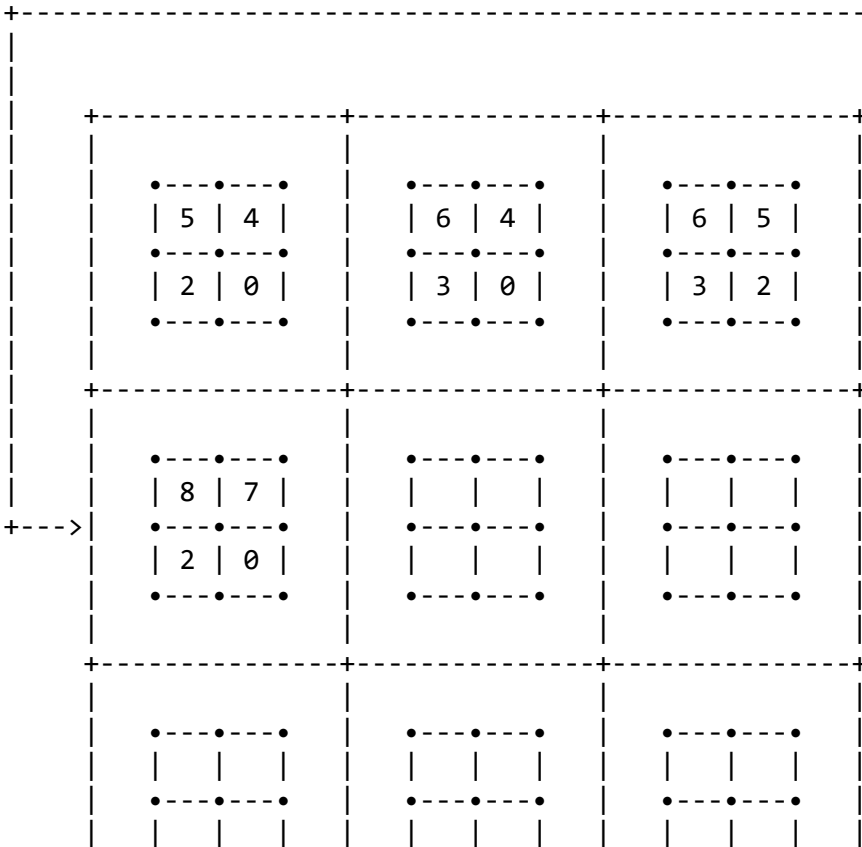 +-----------------------------------------------------
|
|
|    +---------------+---------------+---------------+
|    |               |               |               |
|    |   •---•---•   |   •---•---•   |   •---•---•   |
|    |   | 5 | 4 |   |   | 6 | 4 |   |   | 6 | 5 |   |
|    |   •---•---•   |   •---•---•   |   •---•---•   |
|    |   | 2 | 0 |   |   | 3 | 0 |   |   | 3 | 2 |   |
|    |   •---•---•   |   •---•---•   |   •---•---•   |
|    |               |               |               |
|    +---------------+---------------+---------------+
|    |               |               |               |
|    |   •---•---•   |   •---•---•   |   •---•---•   |
|    |   | 8 | 7 |   |   |   |   |   |   |   |   |   |
+--->|   •---•---•   |   •---•---•   |   •---•---•   |
     |   | 2 | 0 |   |   |   |   |   |   |   |   |   |
     |   •---•---•   |   •---•---•   |   •---•---•   |
     |               |               |               |
     +---------------+---------------+---------------+
     |               |               |               |
     |   •---•---•   |   •---•---•   |   •---•---•   |
     |   |   |   |   |   |   |   |   |   |   |   |   |
     |   •---•---•   |   •---•---•   |   •---•---•   |
     |   |   |   |   |   |   |   |   |   |   |   |   |